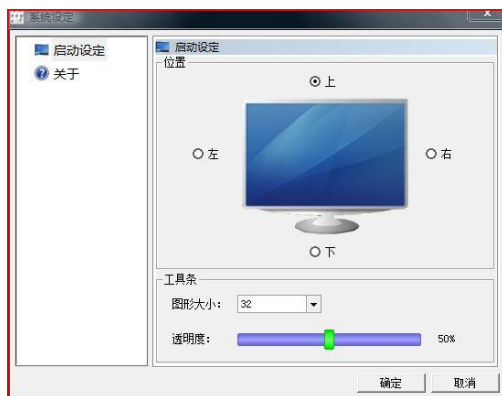 系统设定
启动设定
关于
启动设定
位置
上
左
右
下
工具条
图形大小：
32
透明度：
50%
确定
取消